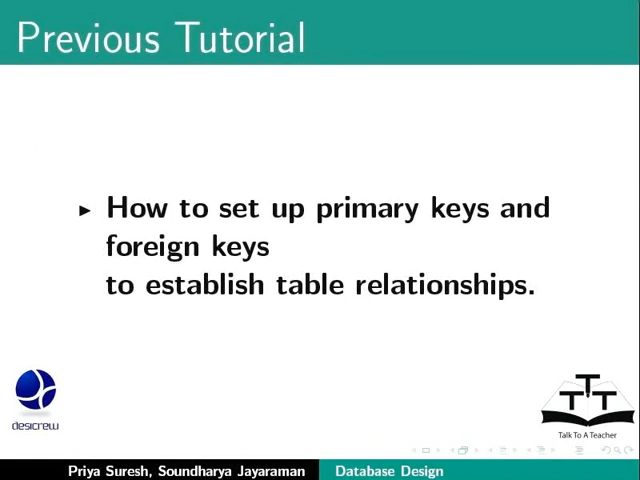 Previous Tutorial
How to set up primary keys and
foreign keys
to establish table relationships.
desicrew
T T T
Talk To A Teacher
Priya Suresh, Soundharya Jayaraman
Database Design